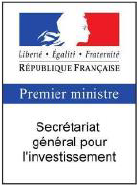 Liberté • Égalité • Fraternité
RÉPUBLIQUE FRANÇAISE
Premier ministre
Secrétariat
général pour
l'investissement